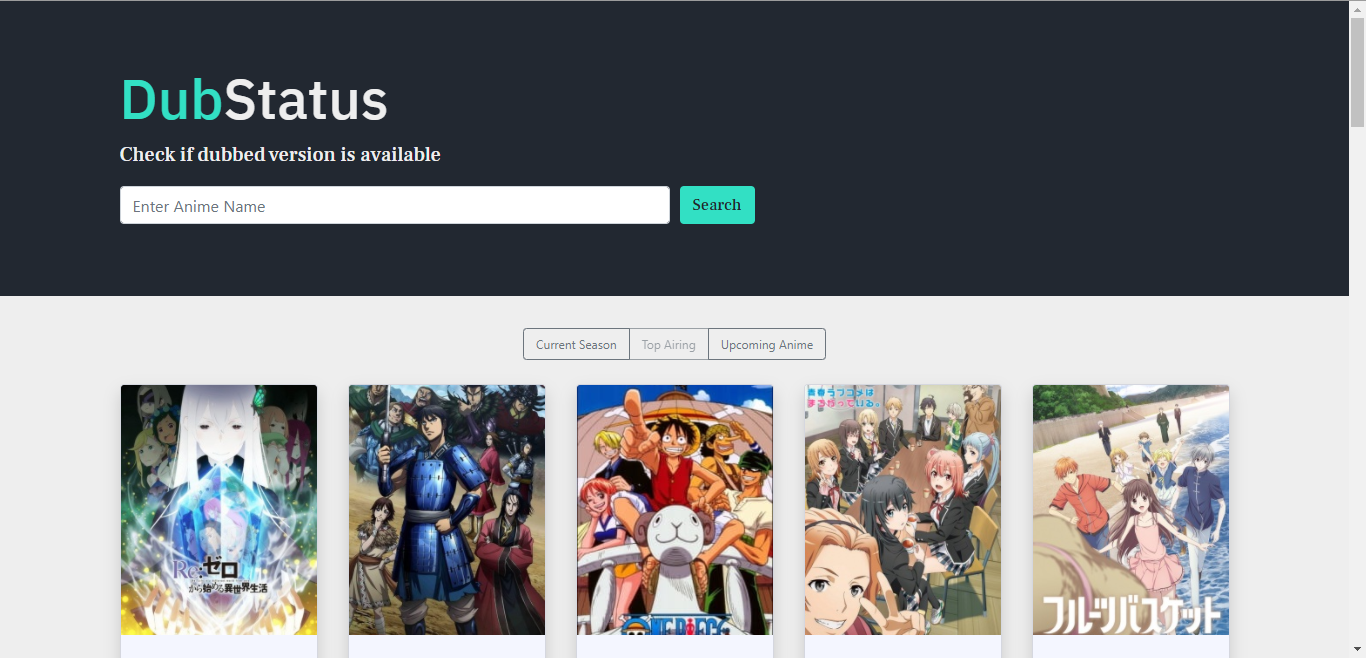 DubStatus
Check if dubbed version is available
Enter Anime Name
Search
Current Season
Top Airing
Upcoming Anime
Re:ゼロ
から始める異世界生活
ONE PIECE
青春ラブコメは
まちがっている。
フルーツバスケット